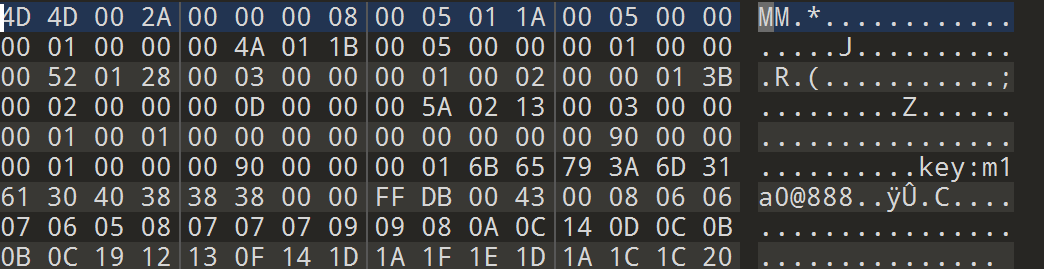 4D 4D 00 2A 00 00 00 08 00 05 01 1A 00 05 00 00 MM.*............
00 01 00 00 00 4A 01 1B 00 05 00 00 00 01 00 00 .....J..........
00 52 01 28 00 03 00 00 00 01 00 02 00 00 01 3B .R.(...........;
00 02 00 00 00 0D 00 00 00 5A 02 13 00 03 00 00 .........Z......
00 01 00 01 00 00 00 00 00 00 00 00 00 90 00 00 ................
00 01 00 00 00 90 00 00 00 01 6B 65 79 3A 6D 31 ..........key:m1
61 30 40 38 38 38 00 00 FF DB 00 43 00 08 06 06 a0@888..ÿÛ.C....
07 06 05 08 07 07 07 09 09 08 0A 0C 14 0D 0C 0B ................
0B 0C 19 12 13 0F 14 1D 1A 1F 1E 1D 1A 1C 1C 20 ...............